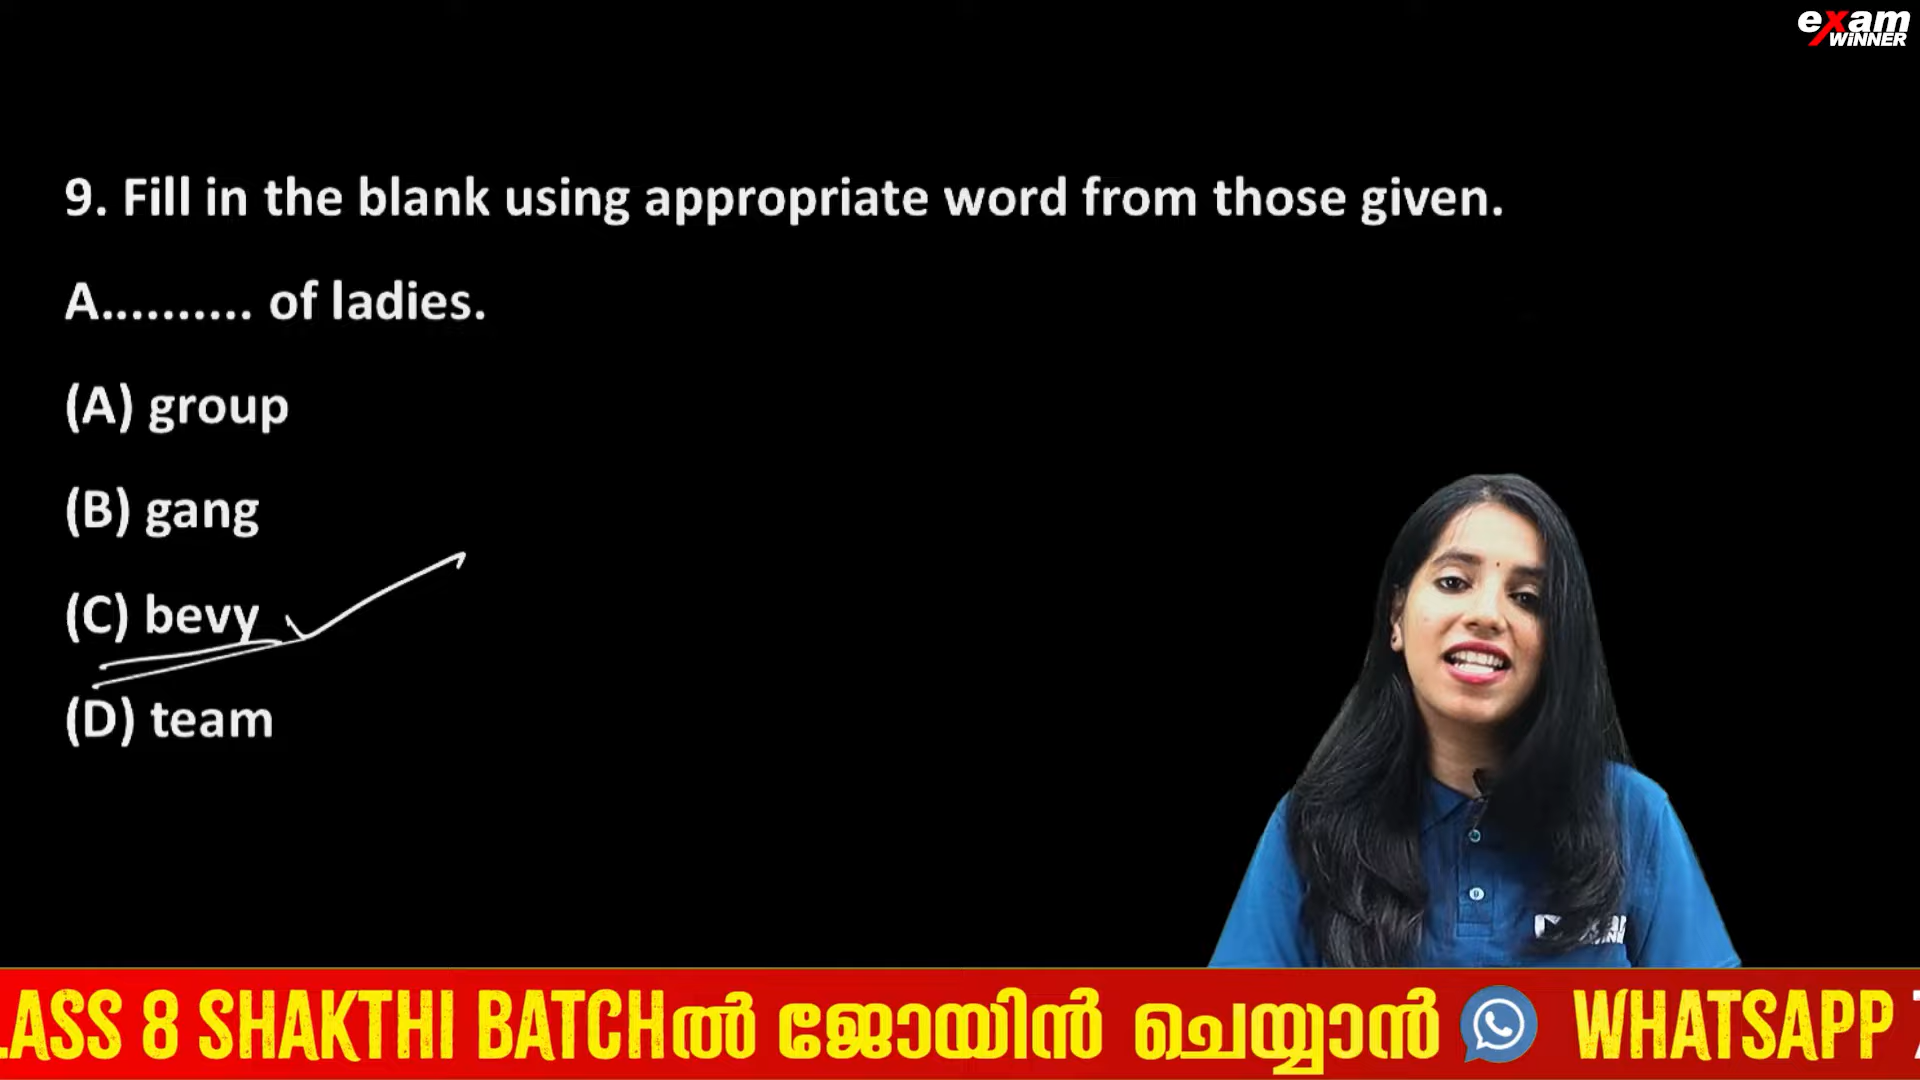 exam
WINNER
9. Fill in the blank using appropriate word from those given.
A.......... of ladies.
(A) group
(B) gang
(C) bevy
(D) team
LASS 8 SHAKTHI BATCHൽ ജോയിൻ ചെയ്യാൻ WHATSAPP 7